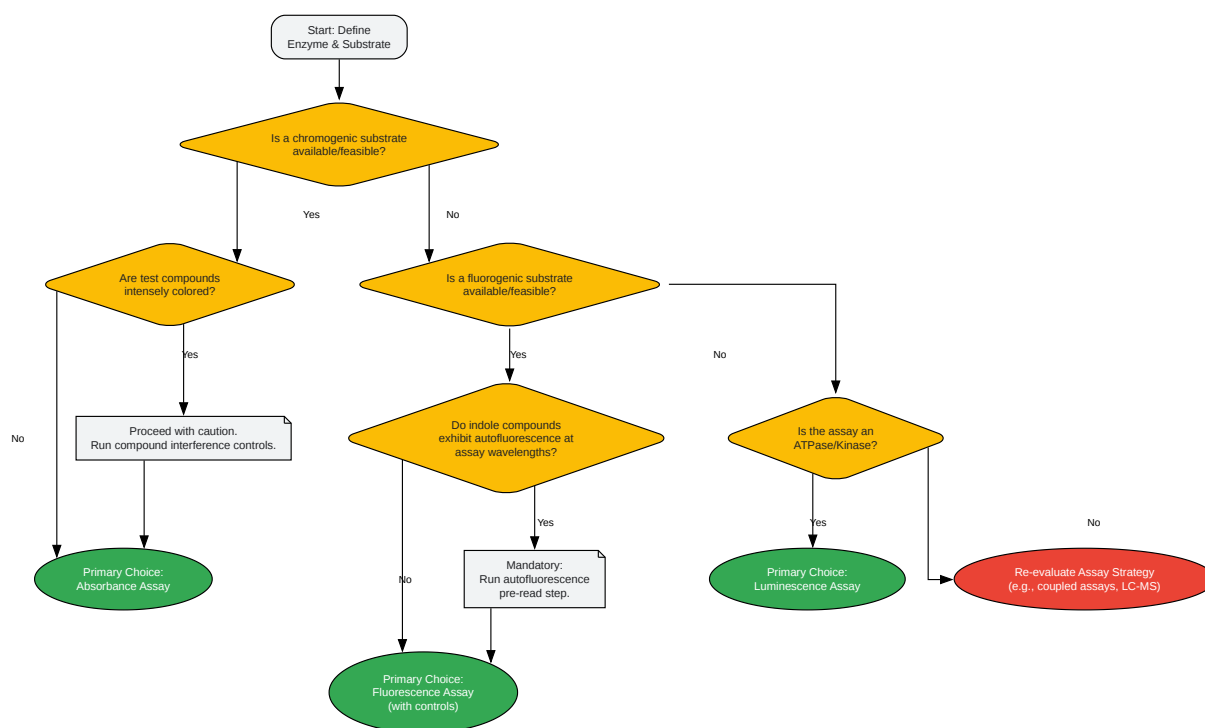 Start: Define
Enzyme & Substrate
Is a chromogenic substrate
available/feasible?
Yes
No
Are test compounds
intensely colored?
Is a fluorogenic substrate
available/feasible?
Yes
Yes
No
No
Proceed with caution.
Run compound interference controls.
Do indole compounds
exhibit autofluorescence at
assay wavelengths?
Is the assay an
ATPase/Kinase?
Yes
Yes
No
No
Primary Choice:
Absorbance Assay
Mandatory:
Run autofluorescence
pre-read step.
Primary Choice:
Luminescence Assay
Re-evaluate Assay Strategy
(e.g., coupled assays, LC-MS)
Primary Choice:
Fluorescence Assay
(with controls)